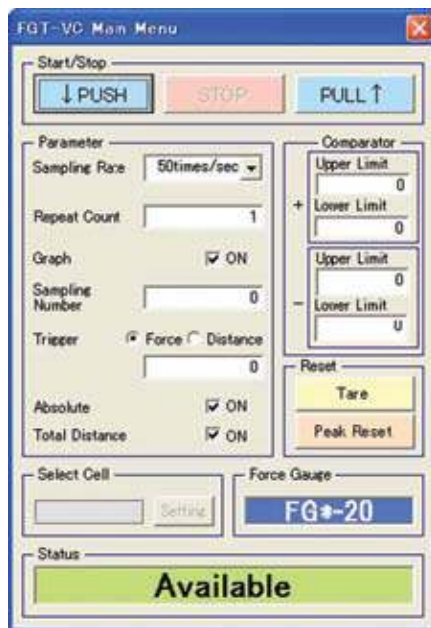 FGT-VC Main Menu
Start/Stop
↓PUSH
STOP
PULL↑
Parameter
Sampling Rate 50times/sec
Repeat Count 1
Graph ON
Sampling
Number 0
Trigger Force Distance
0
Absolute ON
Total Distance ON
Comparator
Upper Limit
0
+ Lower Limit
0
Upper Limit
0
- Lower Limit
0
Reset
Tare
Peak Reset
Select Cell
Setting
Force Gauge
FG*-20
Status
Available